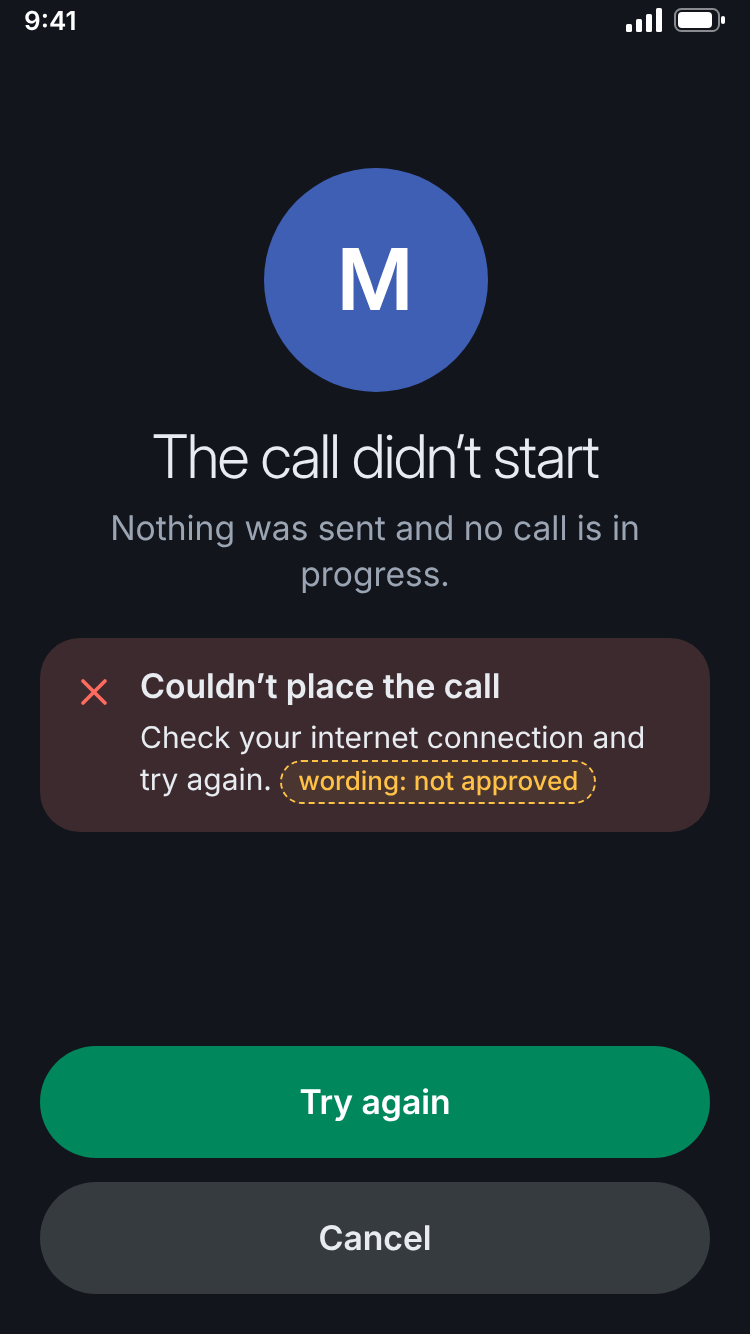 9:41
M
The call didn’t start
Nothing was sent and no call is in
progress.
Couldn’t place the call
Check your internet connection and
try again. wording: not approved
Try again
Cancel